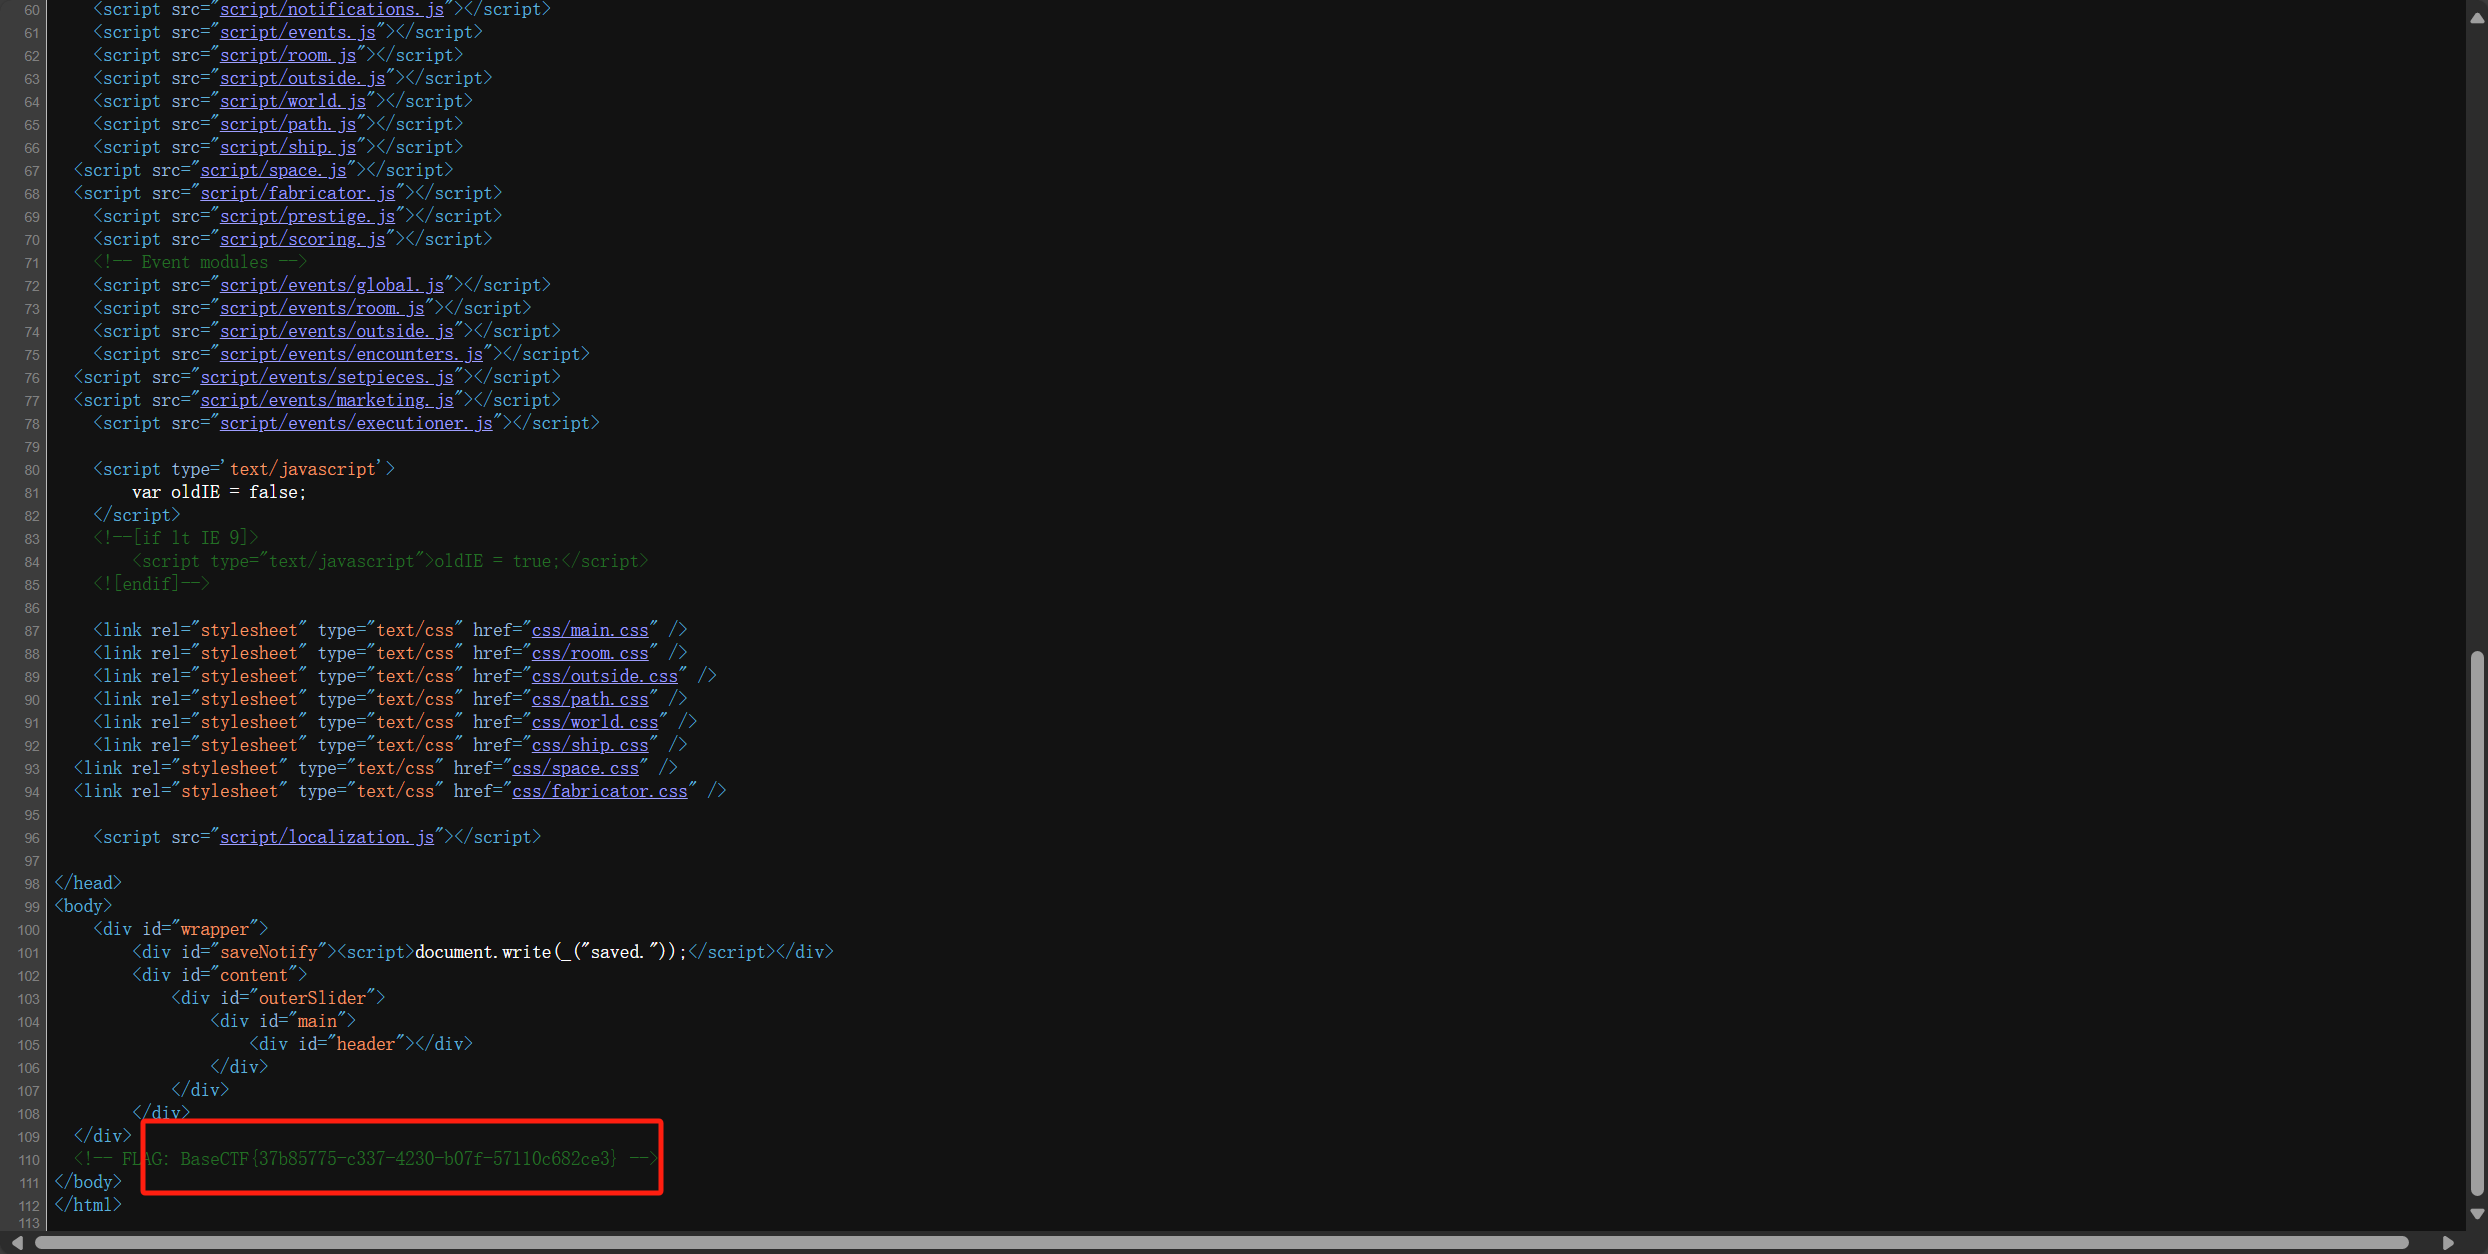 60 <script src="script/notifications.js"></script>
61 <script src="script/events.js"></script>
62 <script src="script/room.js"></script>
63 <script src="script/outside.js"></script>
64 <script src="script/world.js"></script>
65 <script src="script/path.js"></script>
66 <script src="script/ship.js"></script>
67 <script src="script/space.js"></script>
68 <script src="script/fabricator.js"></script>
69 <script src="script/prestige.js"></script>
70 <script src="script/scoring.js"></script>
71 <!-- Event modules -->
72 <script src="script/events/global.js"></script>
73 <script src="script/events/room.js"></script>
74 <script src="script/events/outside.js"></script>
75 <script src="script/events/encounters.js"></script>
76 <script src="script/events/setpieces.js"></script>
77 <script src="script/events/marketing.js"></script>
78 <script src="script/events/executioner.js"></script>
79
80 <script type='text/javascript'>
81 var oldIE = false;
82 </script>
83 <!--[if lt IE 9]>
84 <script type="text/javascript">oldIE = true;</script>
85 <![endif]-->
86
87 <link rel="stylesheet" type="text/css" href="css/main.css" />
88 <link rel="stylesheet" type="text/css" href="css/room.css" />
89 <link rel="stylesheet" type="text/css" href="css/outside.css" />
90 <link rel="stylesheet" type="text/css" href="css/path.css" />
91 <link rel="stylesheet" type="text/css" href="css/world.css" />
92 <link rel="stylesheet" type="text/css" href="css/ship.css" />
93 <link rel="stylesheet" type="text/css" href="css/space.css" />
94 <link rel="stylesheet" type="text/css" href="css/fabricator.css" />
95
96 <script src="script/localization.js"></script>
97
98 </head>
99 <body>
100 <div id="wrapper">
101 <div id="saveNotify"><script>document.write(_("saved."));</script></div>
102 <div id="content">
103 <div id="outerSlider">
104 <div id="main">
105 <div id="header"></div>
106 </div>
107 </div>
108 </div>
109 </div>
110 <!-- FLAG: BaseCTF{37b85775-c337-4230-b07f-57110c682ce3} -->
111 </body>
112 </html>
113